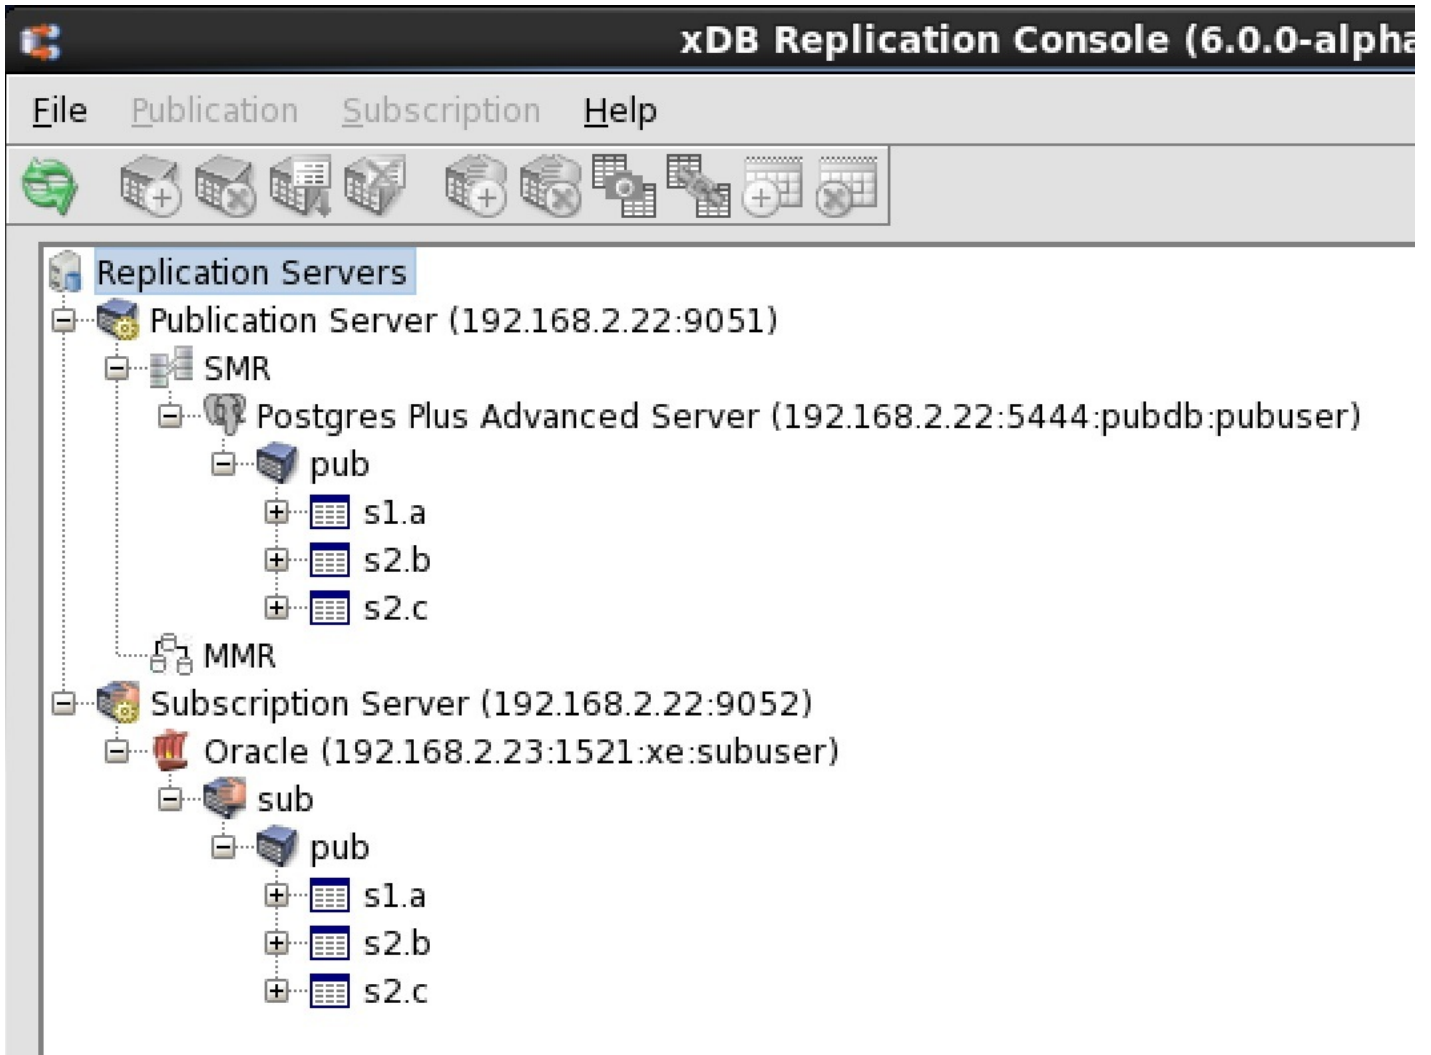 xDB Replication Console (6.0.0-alpha
File Publication Subscription Help
Replication Servers
Publication Server (192.168.2.22:9051)
SMR
Postgres Plus Advanced Server (192.168.2.22:5444:pubdb:pubuser)
pub
s1.a
s2.b
s2.c
MMR
Subscription Server (192.168.2.22:9052)
Oracle (192.168.2.23:1521:xe:subuser)
sub
pub
s1.a
s2.b
s2.c